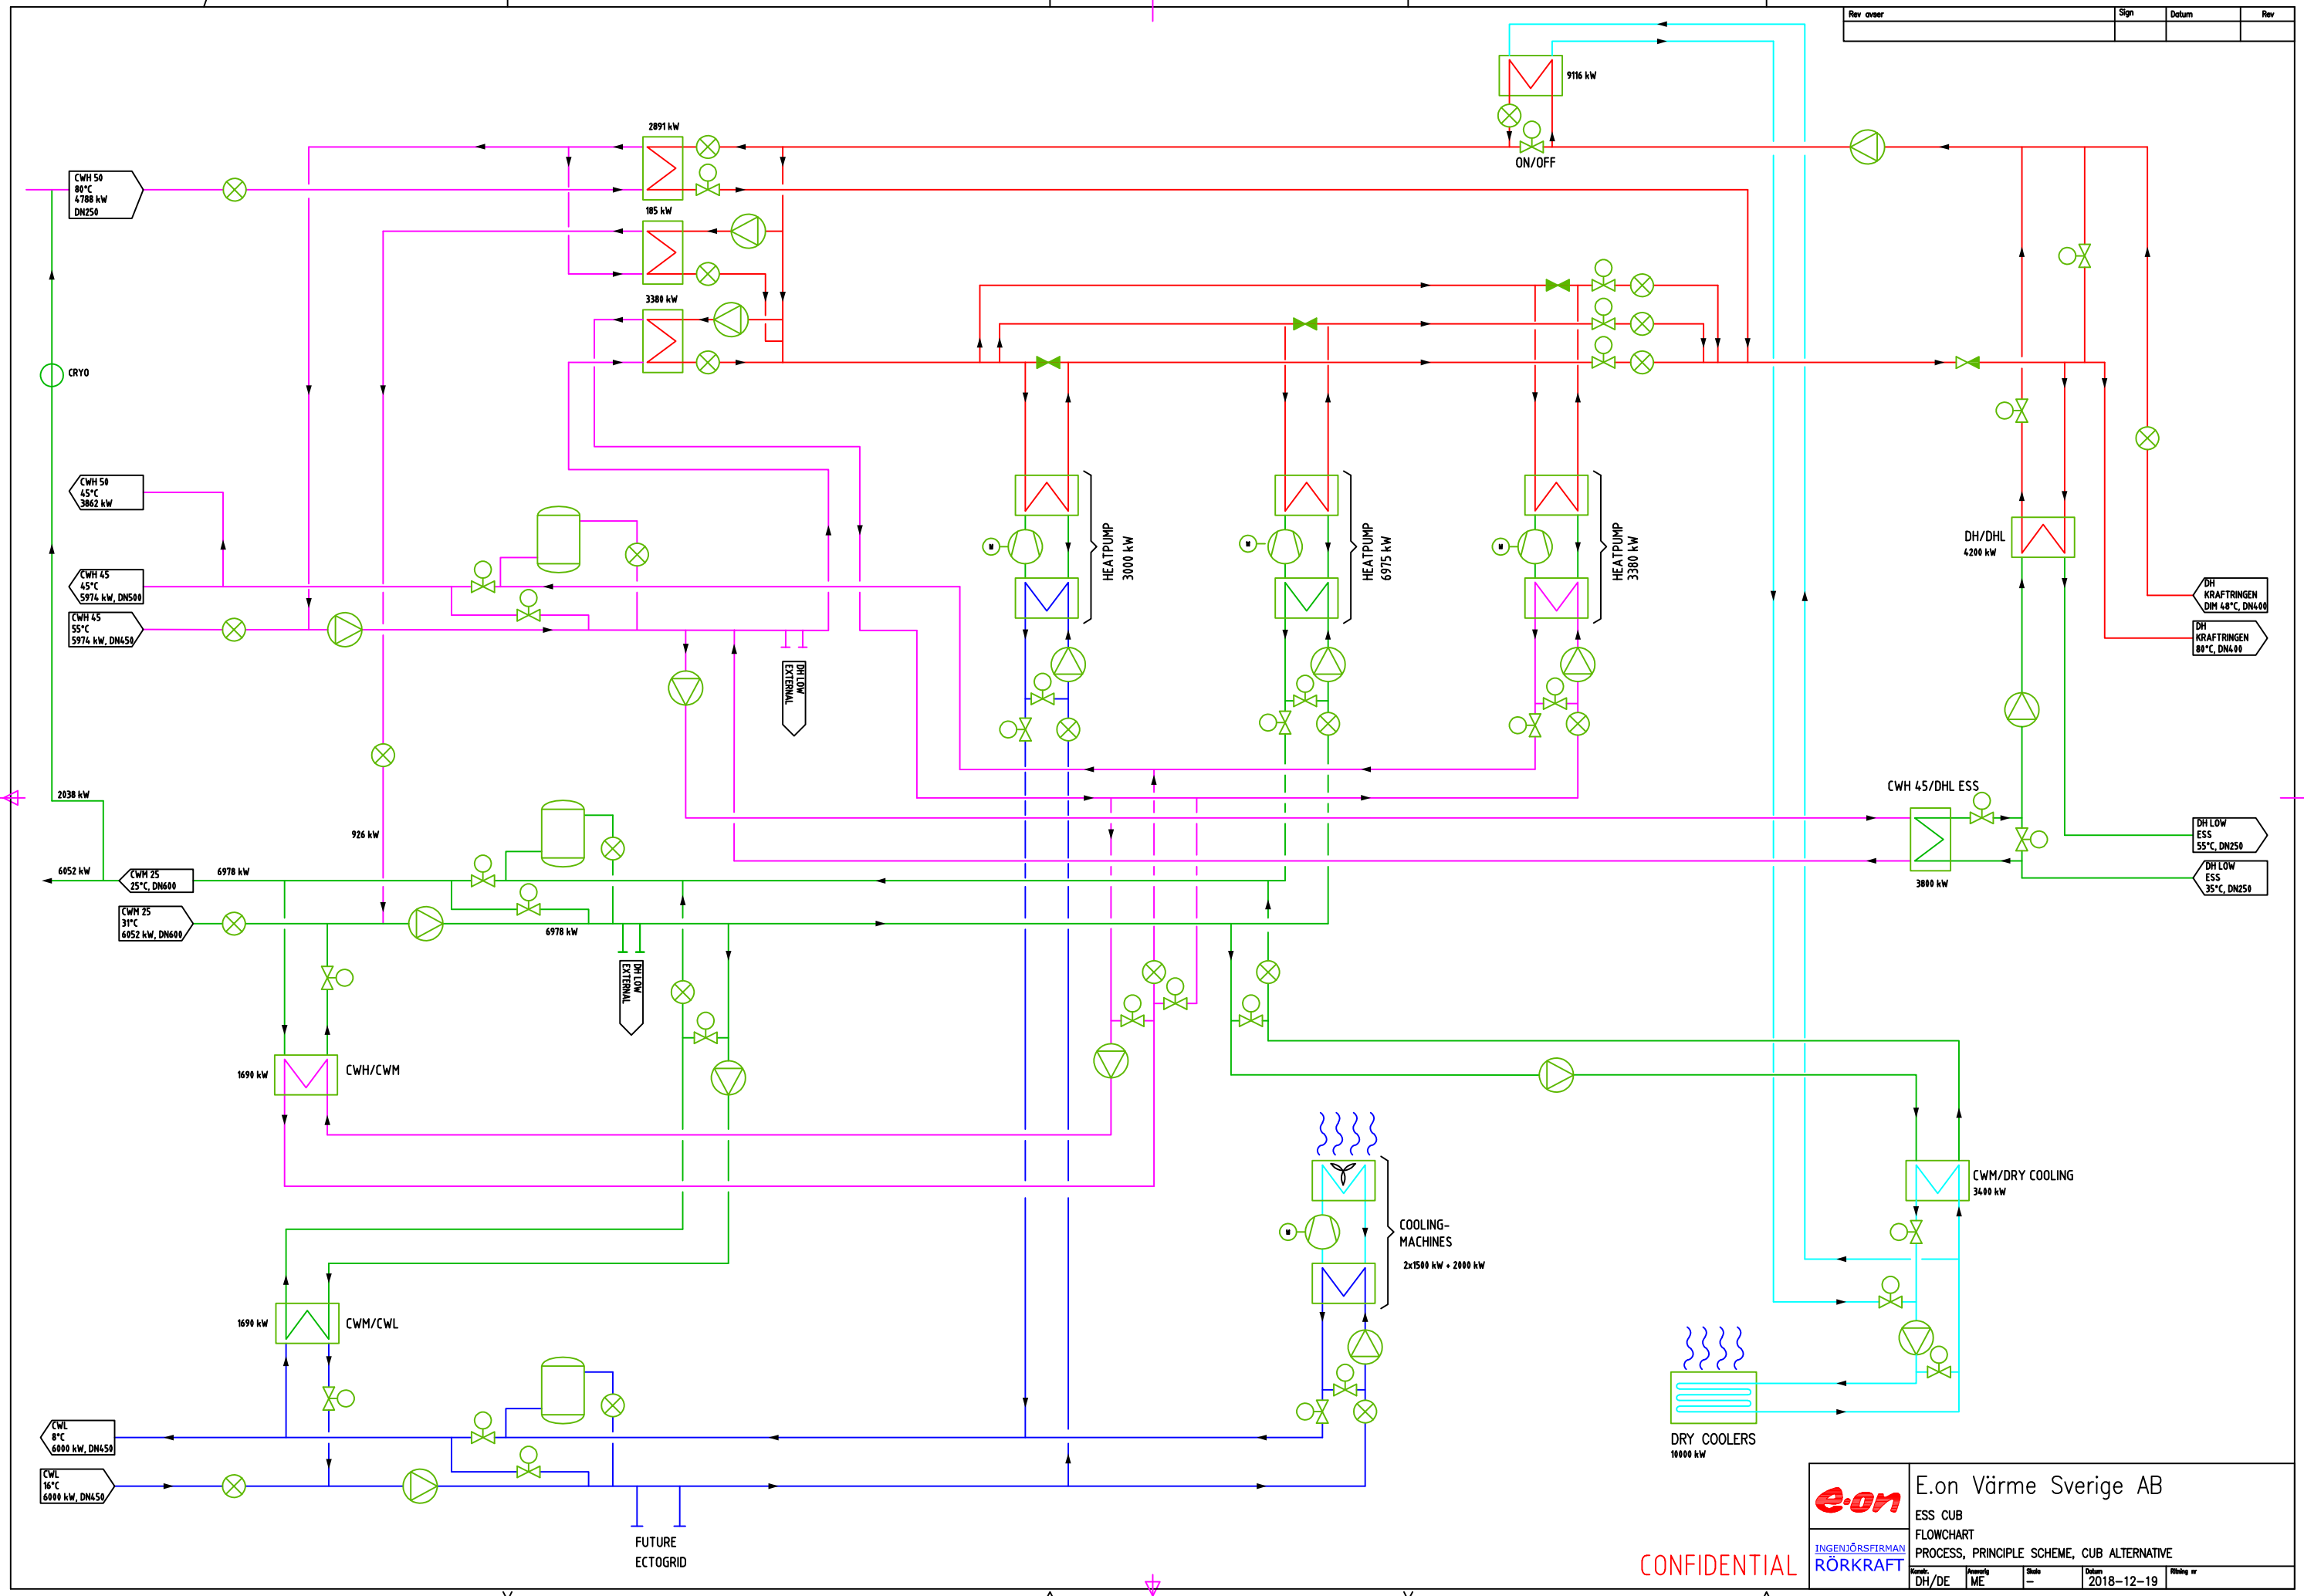 Rev avser
Sign
Datum
Rev
9116 kW
ON/OFF
2891 kW
CWH 50
80°C
4788 kW
DN250
185 kW
3380 kW
CRYO
CWH 50
45°C
3862 kW
CWH 45
45°C
5974 kW, DN500
CWH 45
55°C
5974 kW, DN450
DH LOW
EXTERNAL
HEATPUMP
3000 kW
HEATPUMP
6975 kW
HEATPUMP
3380 kW
M
M
M
DH/DHL
4200 kW
DH
KRAFTRINGEN
DIM 48°C, DN400
DH
KRAFTRINGEN
80°C, DN400
2038 kW
926 kW
CWH 45/DHL ESS
3800 kW
DH LOW
ESS
55°C, DN250
DH LOW
ESS
35°C, DN250
6052 kW
CWM 25
25°C, DN600
6978 kW
CWM 25
31°C
6052 kW, DN600
6978 kW
DH LOW
EXTERNAL
1690 kW
CWH/CWM
CWM/DRY COOLING
3400 kW
M
COOLING-
MACHINES
2x1500 kW + 2000 kW
1690 kW
CWM/CWL
CWL
8°C
6000 kW, DN450
CWL
16°C
6000 kW, DN450
DRY COOLERS
10000 kW
FUTURE
ECTOGRID
CONFIDENTIAL
e·on
INGENJÖRSFIRMAN
RÖRKRAFT
E.on Värme Sverige AB
ESS CUB
FLOWCHART
PROCESS, PRINCIPLE SCHEME, CUB ALTERNATIVE
Konstr.
DH/DE
Ansvarig
ME
Skala
-
Datum
2018-12-19
Ritning nr